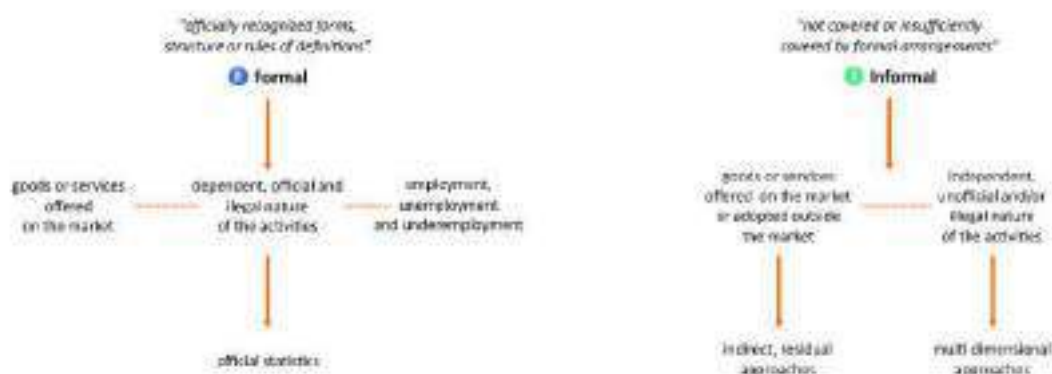 "officially recognized forms,
structure or rules of definitions"
formal
goods or services
offered
on the market
dependent, official and
illegal nature
of the activities
employment,
unemployment
and underemployment
official statistics
"not covered or insufficiently
covered by formal arrangements"
Informal
goods or services
offered on the market
or adopted outside
the market
independent,
unofficial and/or
illegal nature
of the activities
indirect, residual
approaches
multi dimensional
approaches